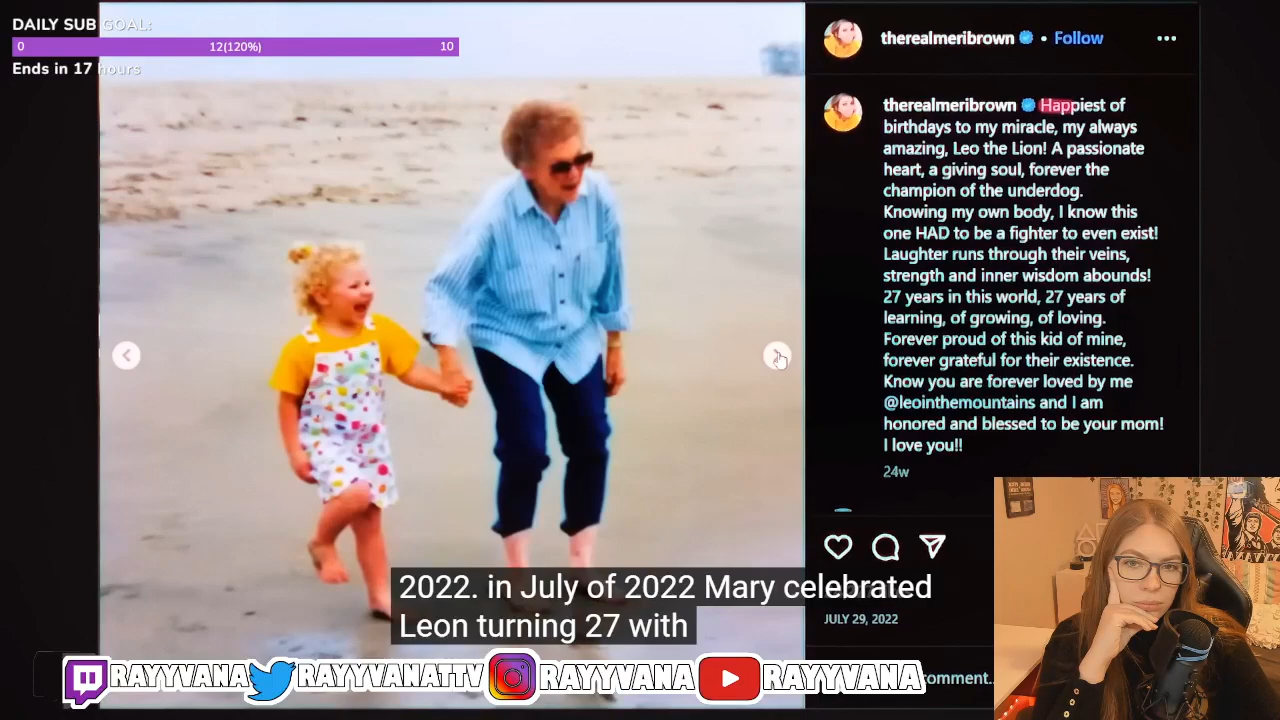 DAILY SUB GOAL:
0 12(120%) 10
Ends in 17 hours
therealmeribrown • Follow
therealmeribrown Happiest of
birthdays to my miracle, my always
amazing, Leo the Lion! A passionate
heart, a giving soul, forever the
champion of the underdog.
Knowing my own body, I know this
one HAD to be a fighter to even exist!
Laughter runs through their veins,
strength and inner wisdom abounds!
27 years in this world, 27 years of
learning, of growing, of loving.
Forever proud of this kid of mine,
forever grateful for their existence.
Know you are forever loved by me
@leointhemountains and I am
honored and blessed to be your mom!
I love you!!
24w
2022. in July of 2022 Mary celebrated
Leon turning 27 with
JULY 29, 2022
RAYYVANA RAYYVANATTV RAYYVANA RAYYVANA
comment..